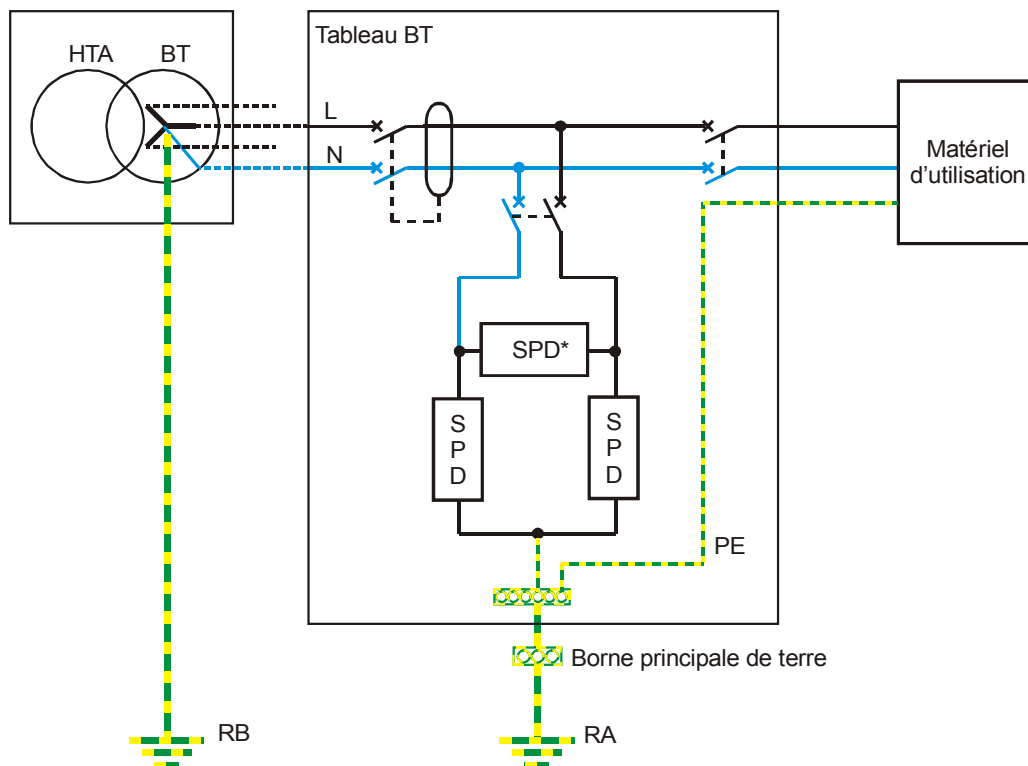 HTA BT
Tableau BT
L
N
Matériel
d'utilisation
SPD*
S
P
D
S
P
D
PE
Borne principale de terre
RB
RA